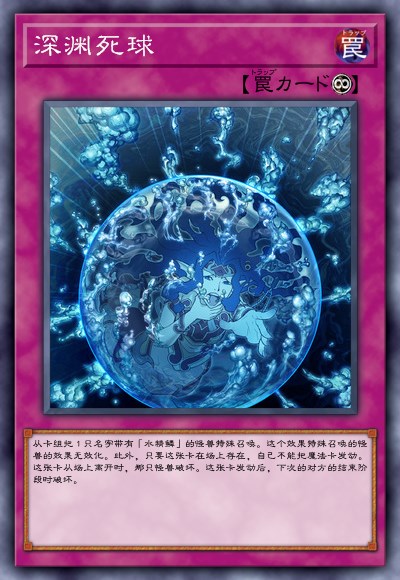 深渊死球
トラップ
罠
トラップ
【罠カード】
从卡组把1只名字带有「水精鳞」的怪兽特殊召唤。这个效果特殊召唤的怪
兽的效果无效化。此外，只要这张卡在场上存在，自己不能把魔法卡发动。
这张卡从场上离开时，那只怪兽破坏。这张卡发动后，下次的对方的结束阶
段时破坏。